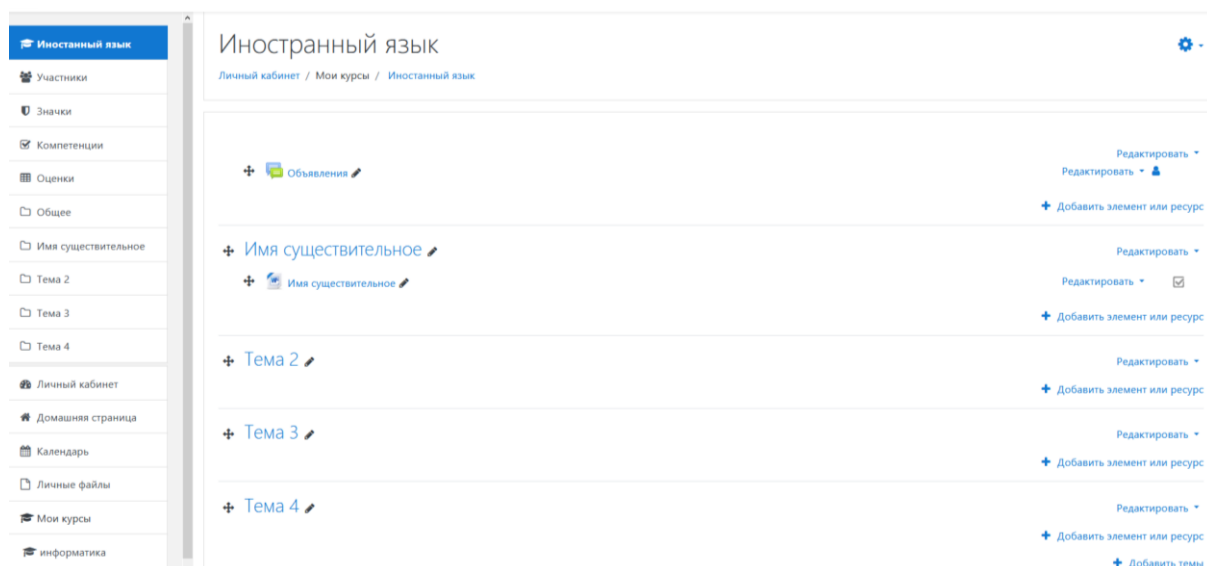 Иностанный язык
Участники
Значки
Компетенции
Оценки
Общее
Имя существительное
Тема 2
Тема 3
Тема 4
Личный кабинет
Домашняя страница
Календарь
Личные файлы
Мои курсы
информатика
Иностранный язык
Личный кабинет / Мои курсы / Иностанный язык
Редактировать
Объявления Редактировать
Добавить элемент или ресурс
Имя существительное Редактировать
Имя существительное Редактировать
Добавить элемент или ресурс
Тема 2 Редактировать
Добавить элемент или ресурс
Тема 3 Редактировать
Добавить элемент или ресурс
Тема 4 Редактировать
Добавить элемент или ресурс
Добавить темы